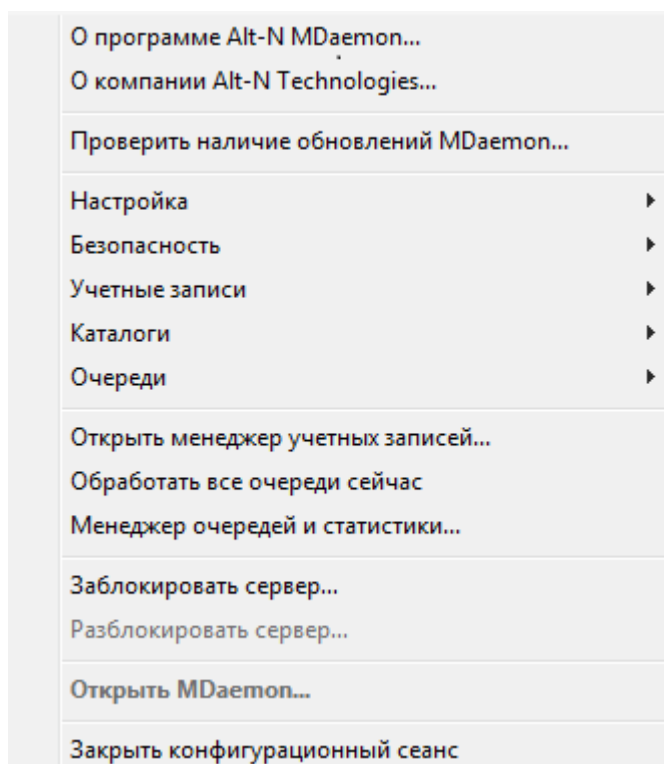 О программе Alt-N MDaemon...
О компании Alt-N Technologies...
Проверить наличие обновлений MDaemon...
Настройка
Безопасность
Учетные записи
Каталоги
Очереди
Открыть менеджер учетных записей...
Обработать все очереди сейчас
Менеджер очередей и статистики...
Заблокировать сервер...
Разблокировать сервер...
Открыть MDaemon...
Закрыть конфигурационный сеанс